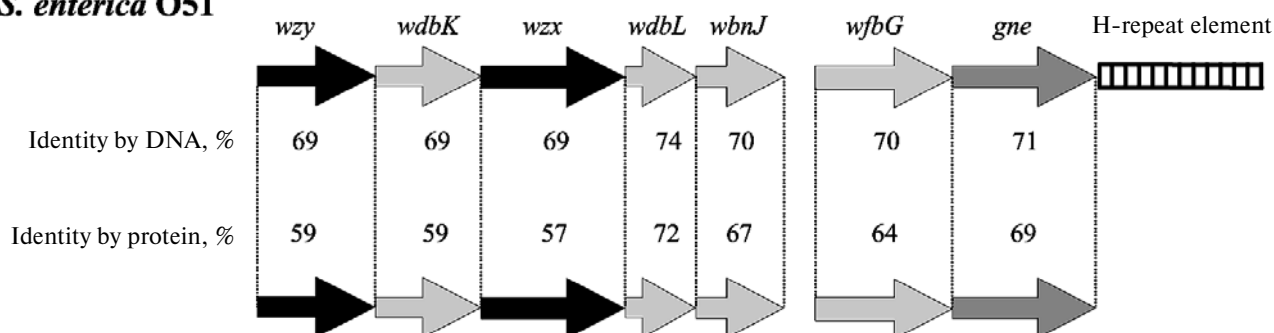 S. enterica O51
wzy wdbK wzx wdbL wbnJ wfbG gne H-repeat element
Identity by DNA, % 69 69 69 74 70 70 71
Identity by protein, % 59 59 57 72 67 64 69